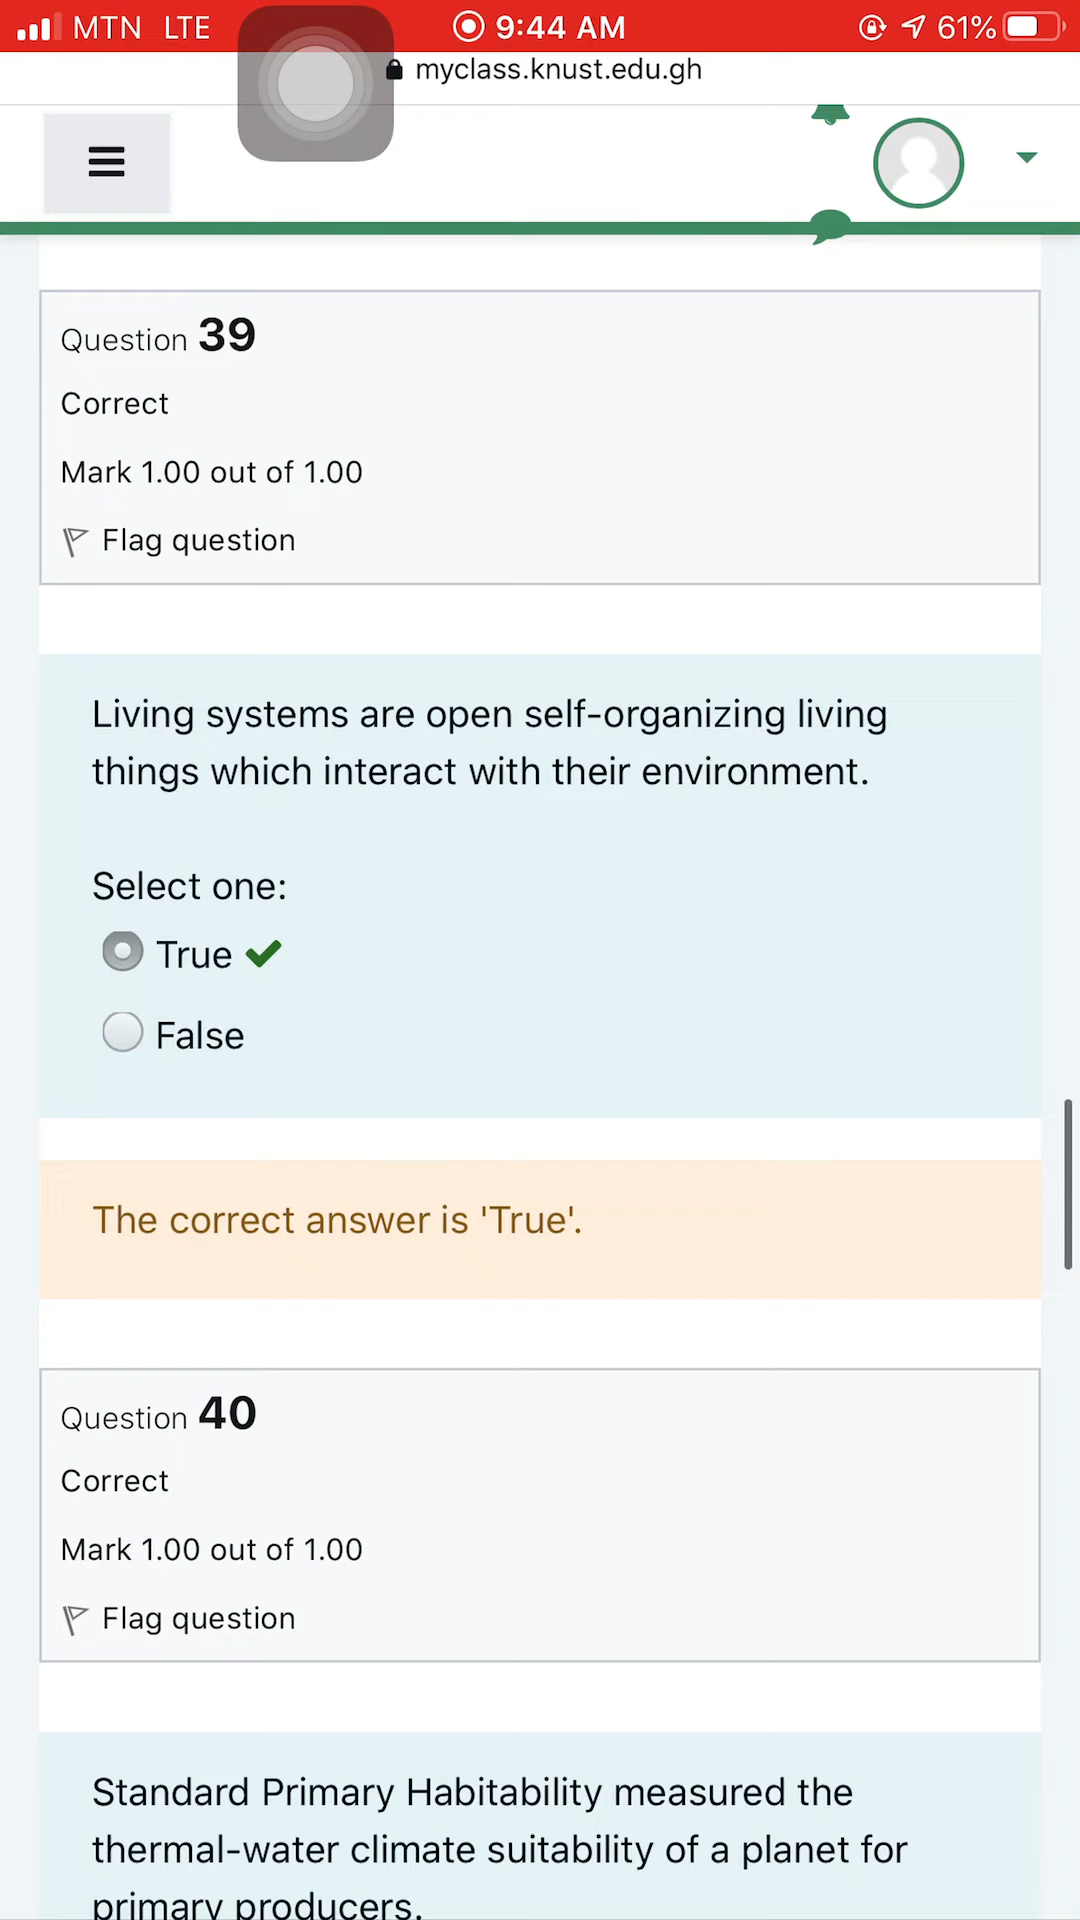 MTN LTE 9:44 AM 61%
myclass.knust.edu.gh
Question 39
Correct
Mark 1.00 out of 1.00
Flag question
Living systems are open self-organizing living
things which interact with their environment.
Select one:
True
False
The correct answer is 'True'.
Question 40
Correct
Mark 1.00 out of 1.00
Flag question
Standard Primary Habitability measured the
thermal-water climate suitability of a planet for
primary producers.